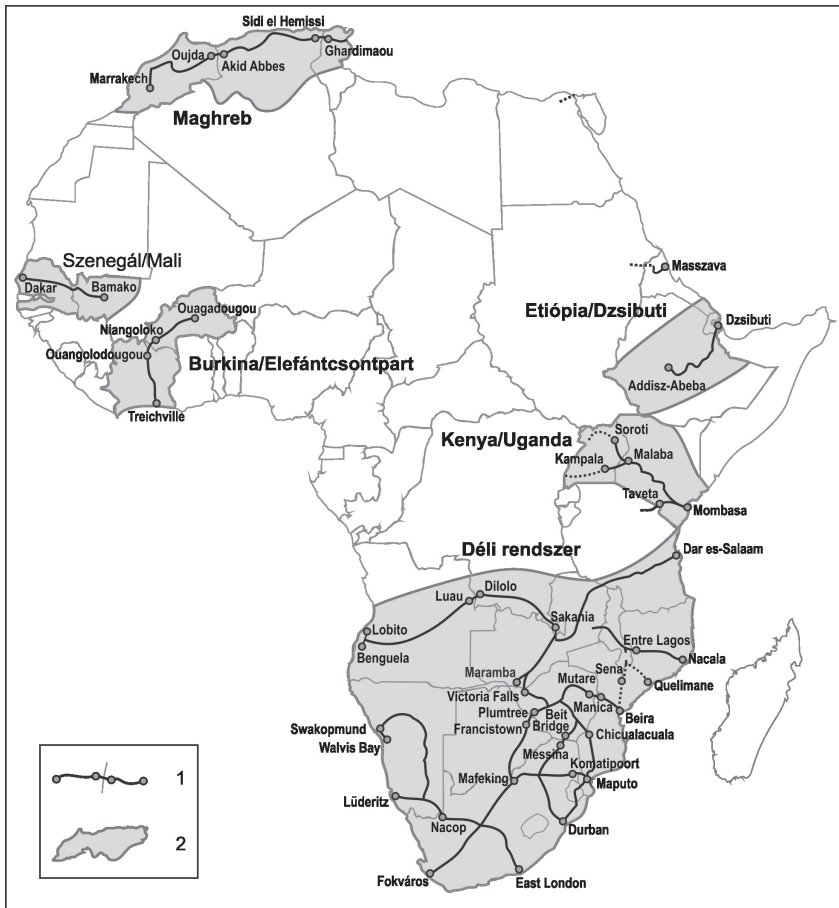 Sidi el Hemissi
Oujda
Ghardimaou
Akid Abbes
Marrakech
Maghreb
Szenegál/Mali
Masszava
Dakar
Bamako
Ouagadougou
Etiópia/Dzsibuti
Dzsibuti
Niangoloko
Ouangolodougou
Burkina/Elefántcsontpart
Addisz-Abeba
Treichville
Soroti
Kenya/Uganda
Kampala
Malaba
Taveta
Mombasa
Déli rendszer
Dar es-Salaam
Dilolo
Luau
Sakania
Lobito
Entre Lagos
Benguela
Nacala
Maramba
Sena
Mutare
Quelimane
Victoria Falls
Manica
Plumtree
Beit
Bridge
Beira
Swakopmund
Francistown
Chicualacuala
Walvis Bay
Messina
Komatipoort
Mafeking
Maputo
Lüderitz
Nacop
Durban
Fokváros
East London
1
2